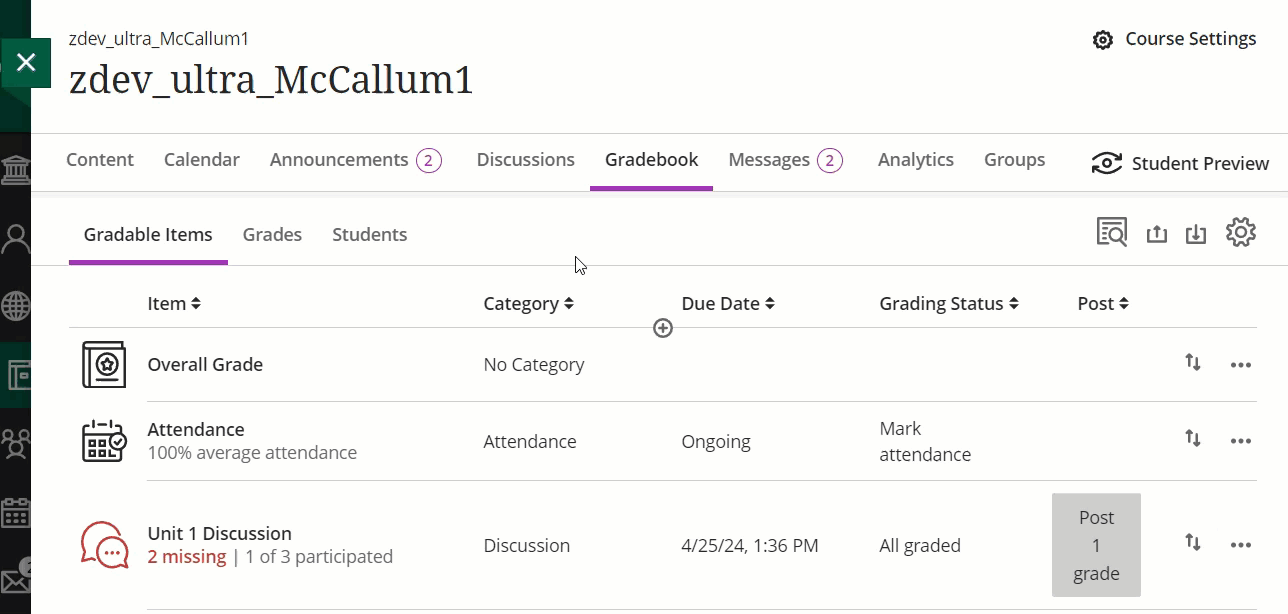 zdev_ultra_McCallum1
Course Settings
zdev_ultra_McCallum1
Content
Calendar
Announcements 2
Discussions
Gradebook
Messages 2
Analytics
Groups
Student Preview
Gradable Items
Grades
Students
Item
Category
Due Date
Grading Status
Post
Overall Grade
No Category
Attendance
100% average attendance
Attendance
Ongoing
Mark
attendance
Unit 1 Discussion
2 missing | 1 of 3 participated
Discussion
4/25/24, 1:36 PM
All graded
Post
1
grade